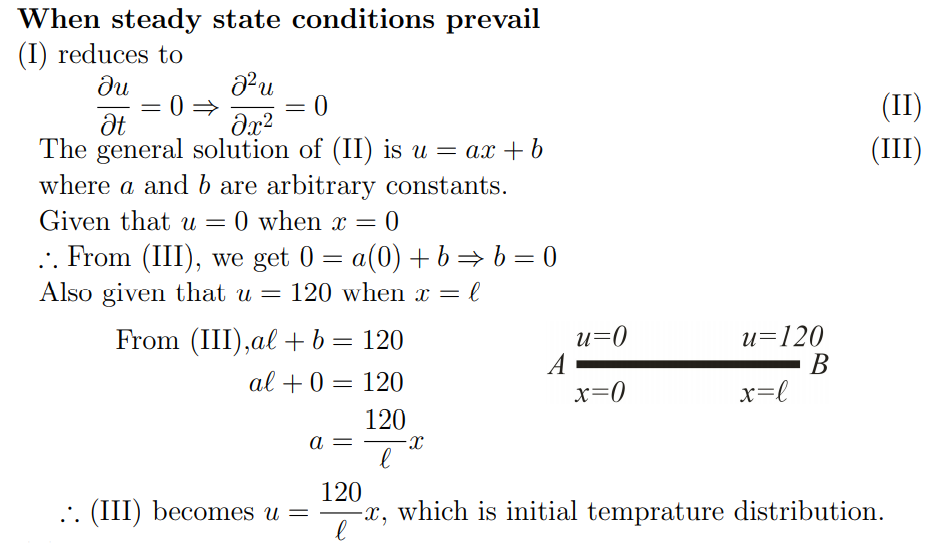 When steady state conditions prevail
(I) reduces to
∂u/∂t = 0 ⇒ ∂²u/∂x² = 0 (II)
The general solution of (II) is u = ax + b (III)
where a and b are arbitrary constants.
Given that u = 0 when x = 0
∴ From (III), we get 0 = a(0) + b ⇒ b = 0
Also given that u = 120 when x = ℓ
From (III),aℓ + b = 120
aℓ + 0 = 120
a = 120/ℓ x
u=0 u=120
A B
x=0 x=ℓ
∴ (III) becomes u = 120/ℓ x, which is initial temprature distribution.